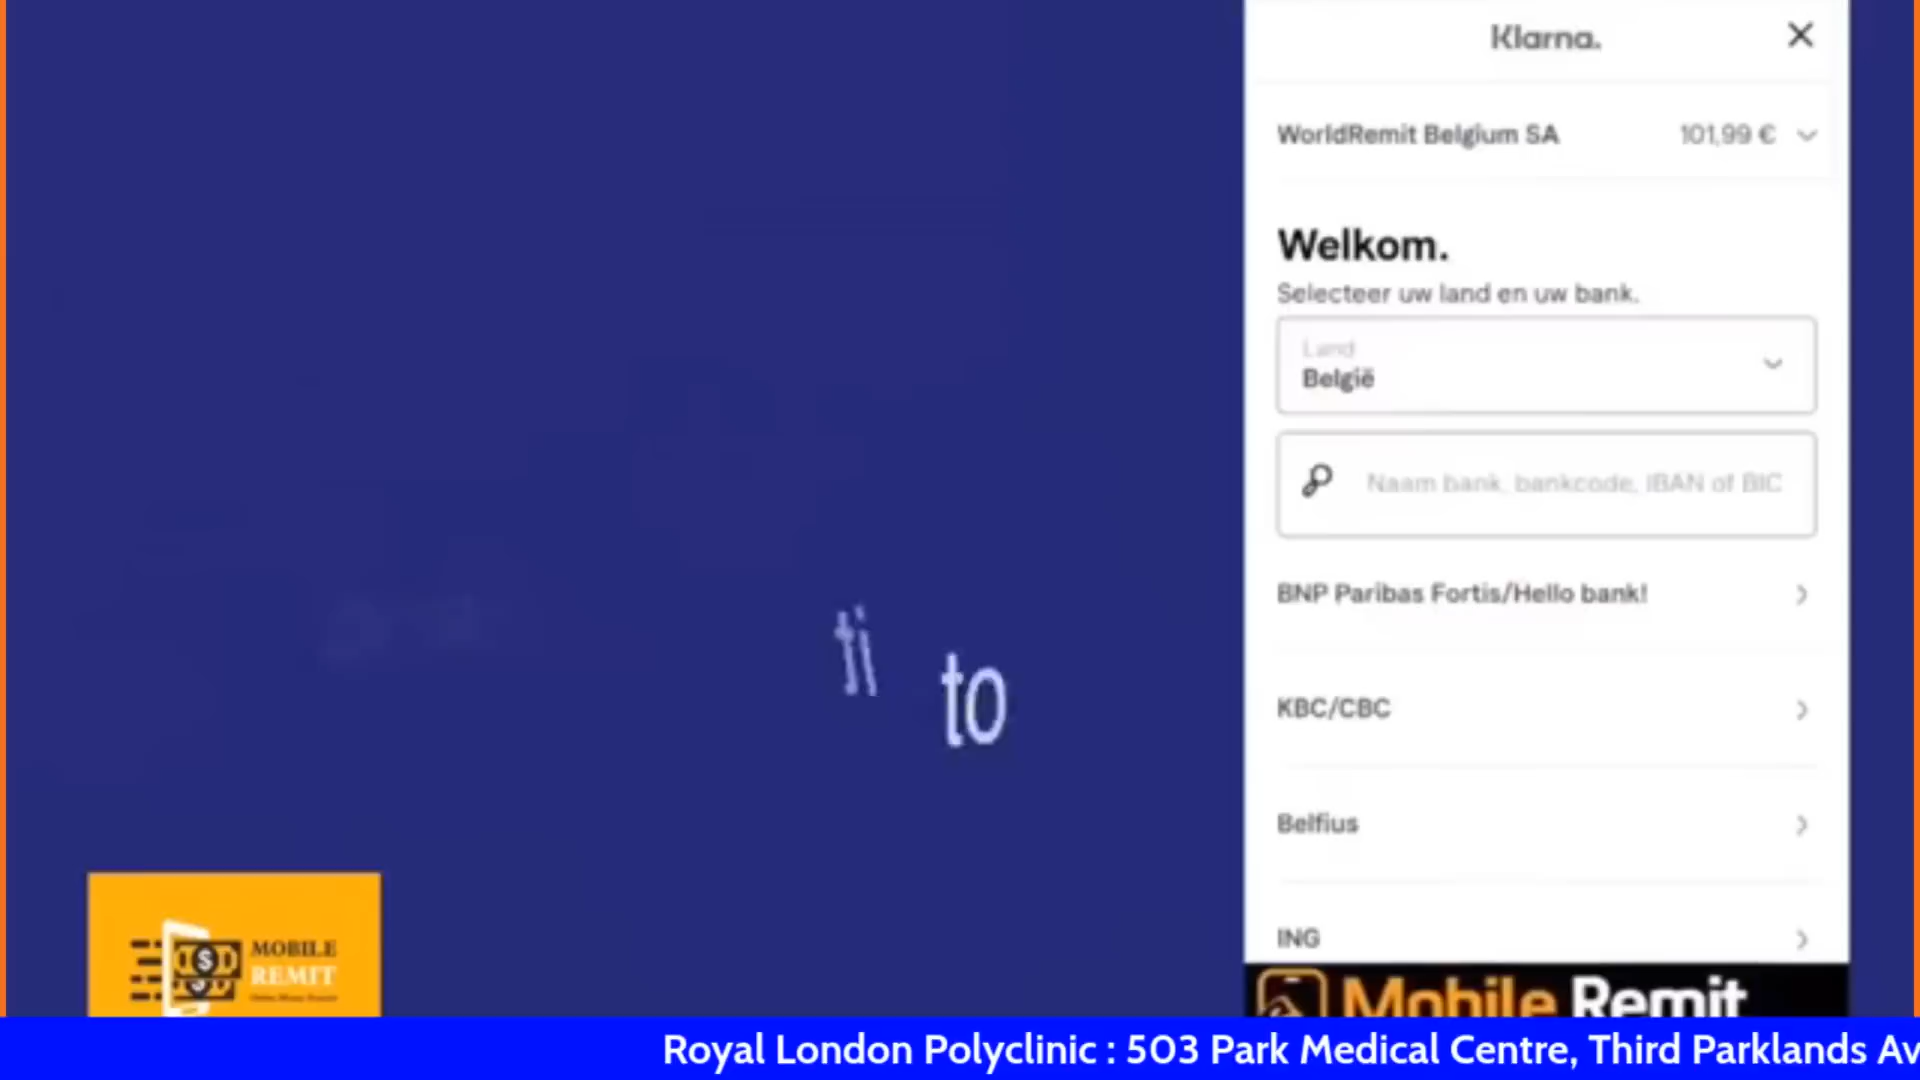 Klarna.
WorldRemit Belgium SA 101,99 €
Welkom.
Selecteer uw land en uw bank.
Land
België
Naam bank, bankcode, IBAN of BIC
BNP Paribas Fortis/Hello bank!
KBC/CBC
Belfius
ING
ti
to
MOBILE
REMIT
Mobile Remit
Royal London Polyclinic : 503 Park Medical Centre, Third Parklands Av